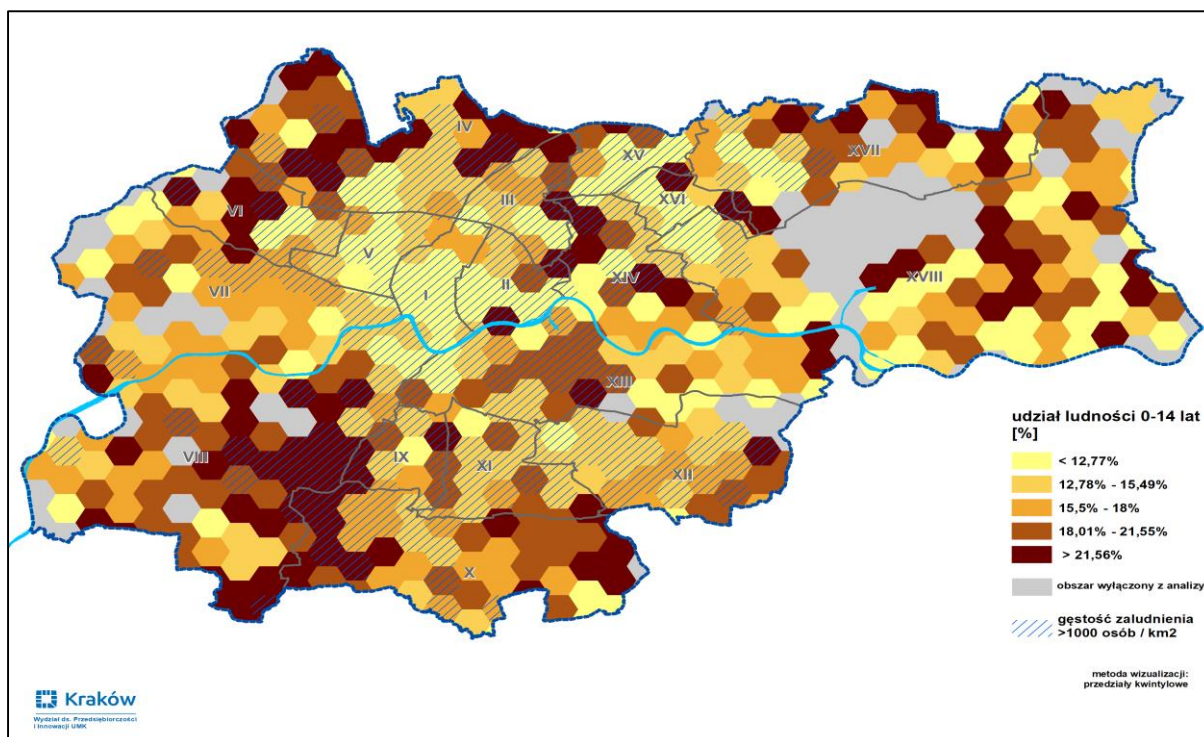 IV
XV
XVII
III
XVI
VI
V
VII
I
II
XIV
XVIII
XIII
VIII
IX
XI
XII
X
udział ludności 0-14 lat
[%]
< 12,77%
12,78% - 15,49%
15,5% - 18%
18,01% - 21,55%
> 21,56%
obszar wyłączony z analizy
gęstość zaludnienia
>1000 osób / km2
metoda wizualizacji:
przedziały kwintylowe
Kraków
Wydział ds. Przedsiębiorczości
i Innowacji UMK